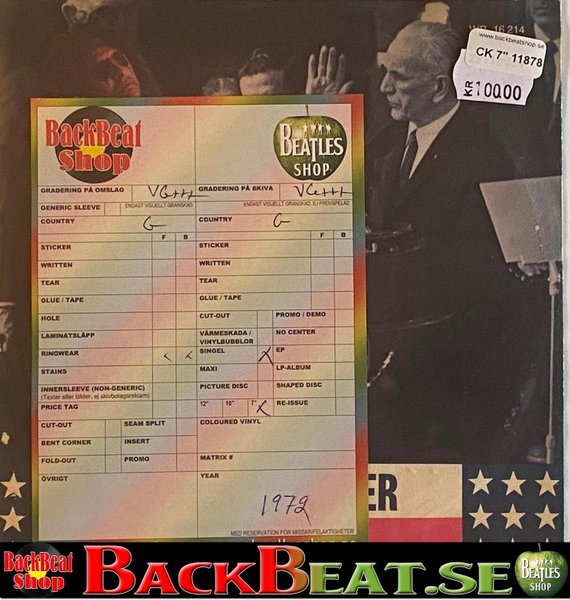 WB 16 214
www.backbeatshop.se
CK 7" 11878
KR 100.00
BackBeat
Shop
BEATLES
SHOP
GRADERING PÅ OMSLAG VG+++
GRADERING PÅ SKIVA VG+++
GENERIC SLEEVE
ENDAST VISUELLT GRANSKAD
ENDAST VISUELLT GRANSKAD, EJ PROVSPELAD
COUNTRY G
COUNTRY G
F B
F B
STICKER
STICKER
WRITTEN
WRITTEN
TEAR
TEAR
GLUE / TAPE
GLUE / TAPE
HOLE
CUT-OUT
PROMO / DEMO
LAMINATSLÄPP
VÄRMESKADA /
VINYLBUBBLOR
NO CENTER
RINGWEAR < <
SINGEL X
EP
STAINS
MAXI
LP-ALBUM
INNERSLEEVE (NON-GENERIC)
(Texter eller bilder, ej skivbolagsreklam)
PICTURE DISC
SHAPED DISC
PRICE TAG
12" 10" 7" X
RE-ISSUE
CUT-OUT
SEAM SPLIT
COLOURED VINYL
BENT CORNER
INSERT
FOLD-OUT
PROMO
MATRIX #
ÖVRIGT
YEAR
1972
MED RESERVATION FÖR MISSAR/FELAKTIGHETER
ER
BackBeat
Shop
BACKBEAT.SE
BEATLES
SHOP